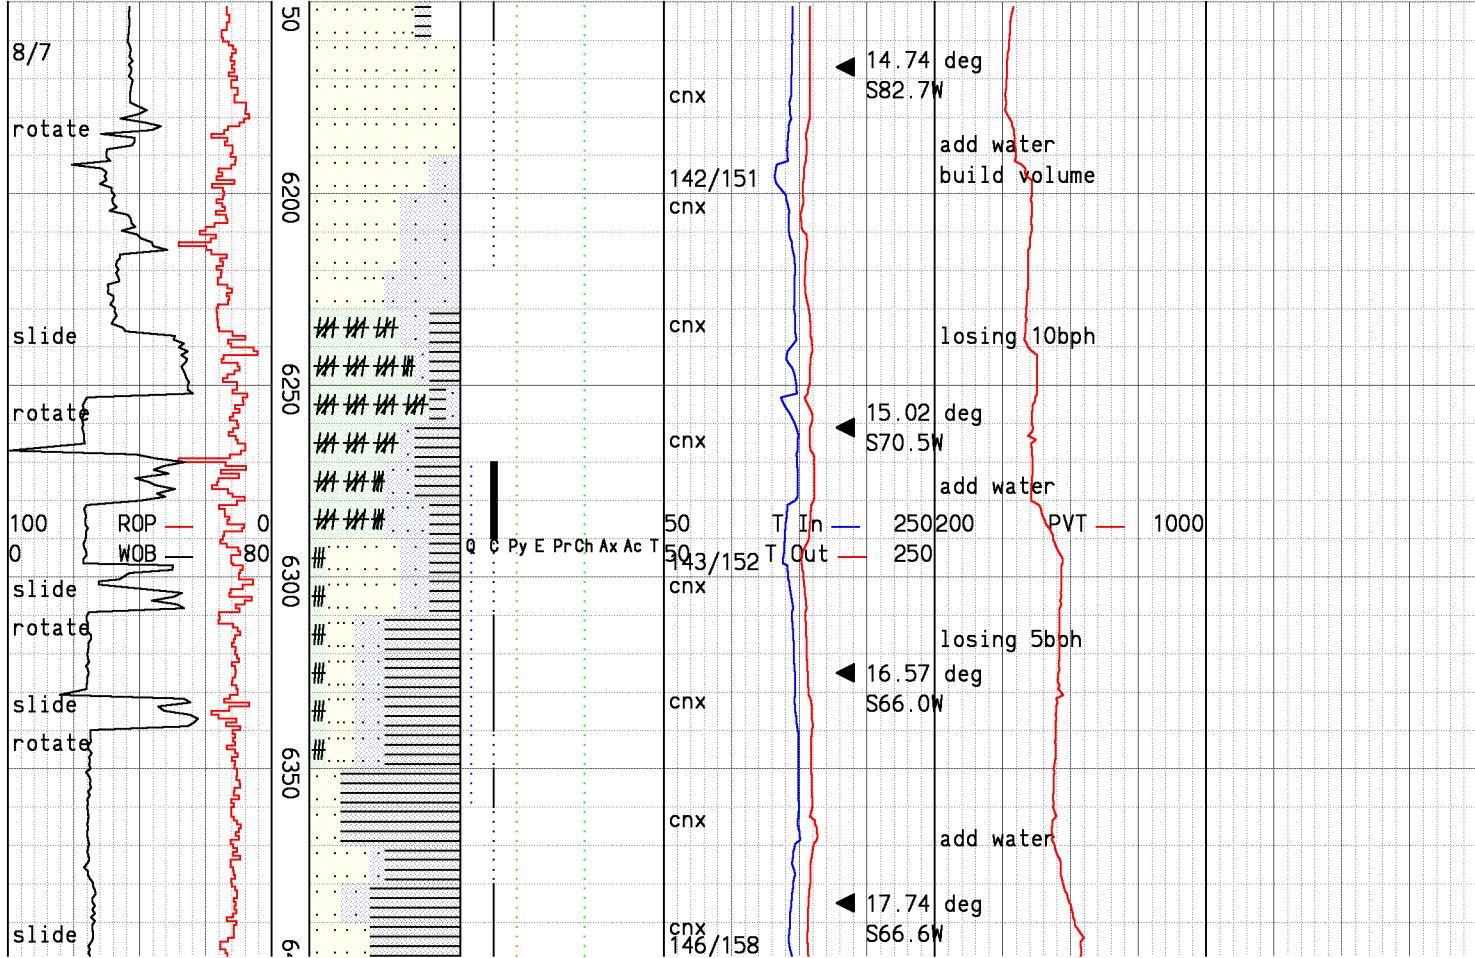 50
8/7
14.74 deg
S82.7W
cnx
rotate
add water
142/151
build volume
6200
cnx
cnx
slide
losing 10bph
6250
rotate
15.02 deg
S70.5W
cnx
add water
100 ROP 0
50 T In 250
200 PVT 1000
0 WOB 80
Q C Py E Pr Ch Ax Ac T
50 T Out 250
143/152
6300
slide
cnx
rotate
losing 5bph
16.57 deg
S66.0W
slide
cnx
rotate
6350
cnx
add water
17.74 deg
S66.6W
cnx
slide
146/158
64